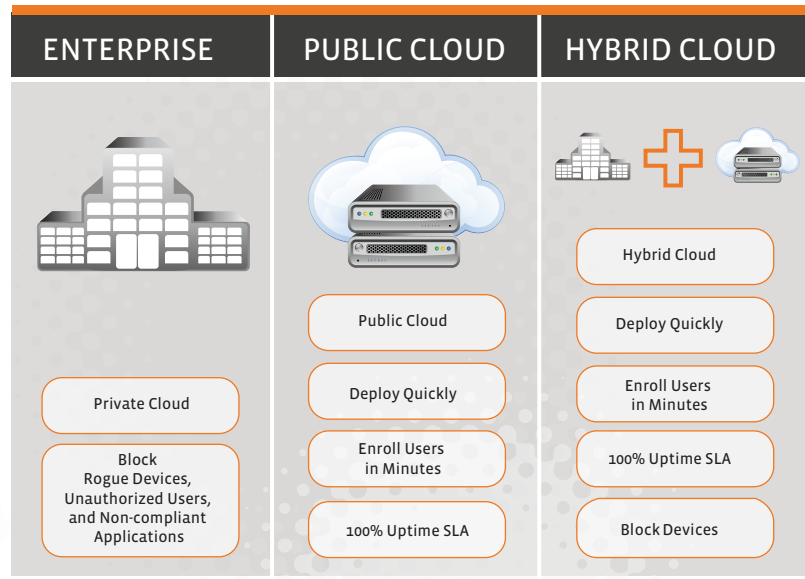 ENTERPRISE
PUBLIC CLOUD
HYBRID CLOUD
Private Cloud
Block
Rogue Devices,
Unauthorized Users,
and Non-compliant
Applications
Public Cloud
Deploy Quickly
Enroll Users
in Minutes
100% Uptime SLA
Hybrid Cloud
Deploy Quickly
Enroll Users
in Minutes
100% Uptime SLA
Block Devices